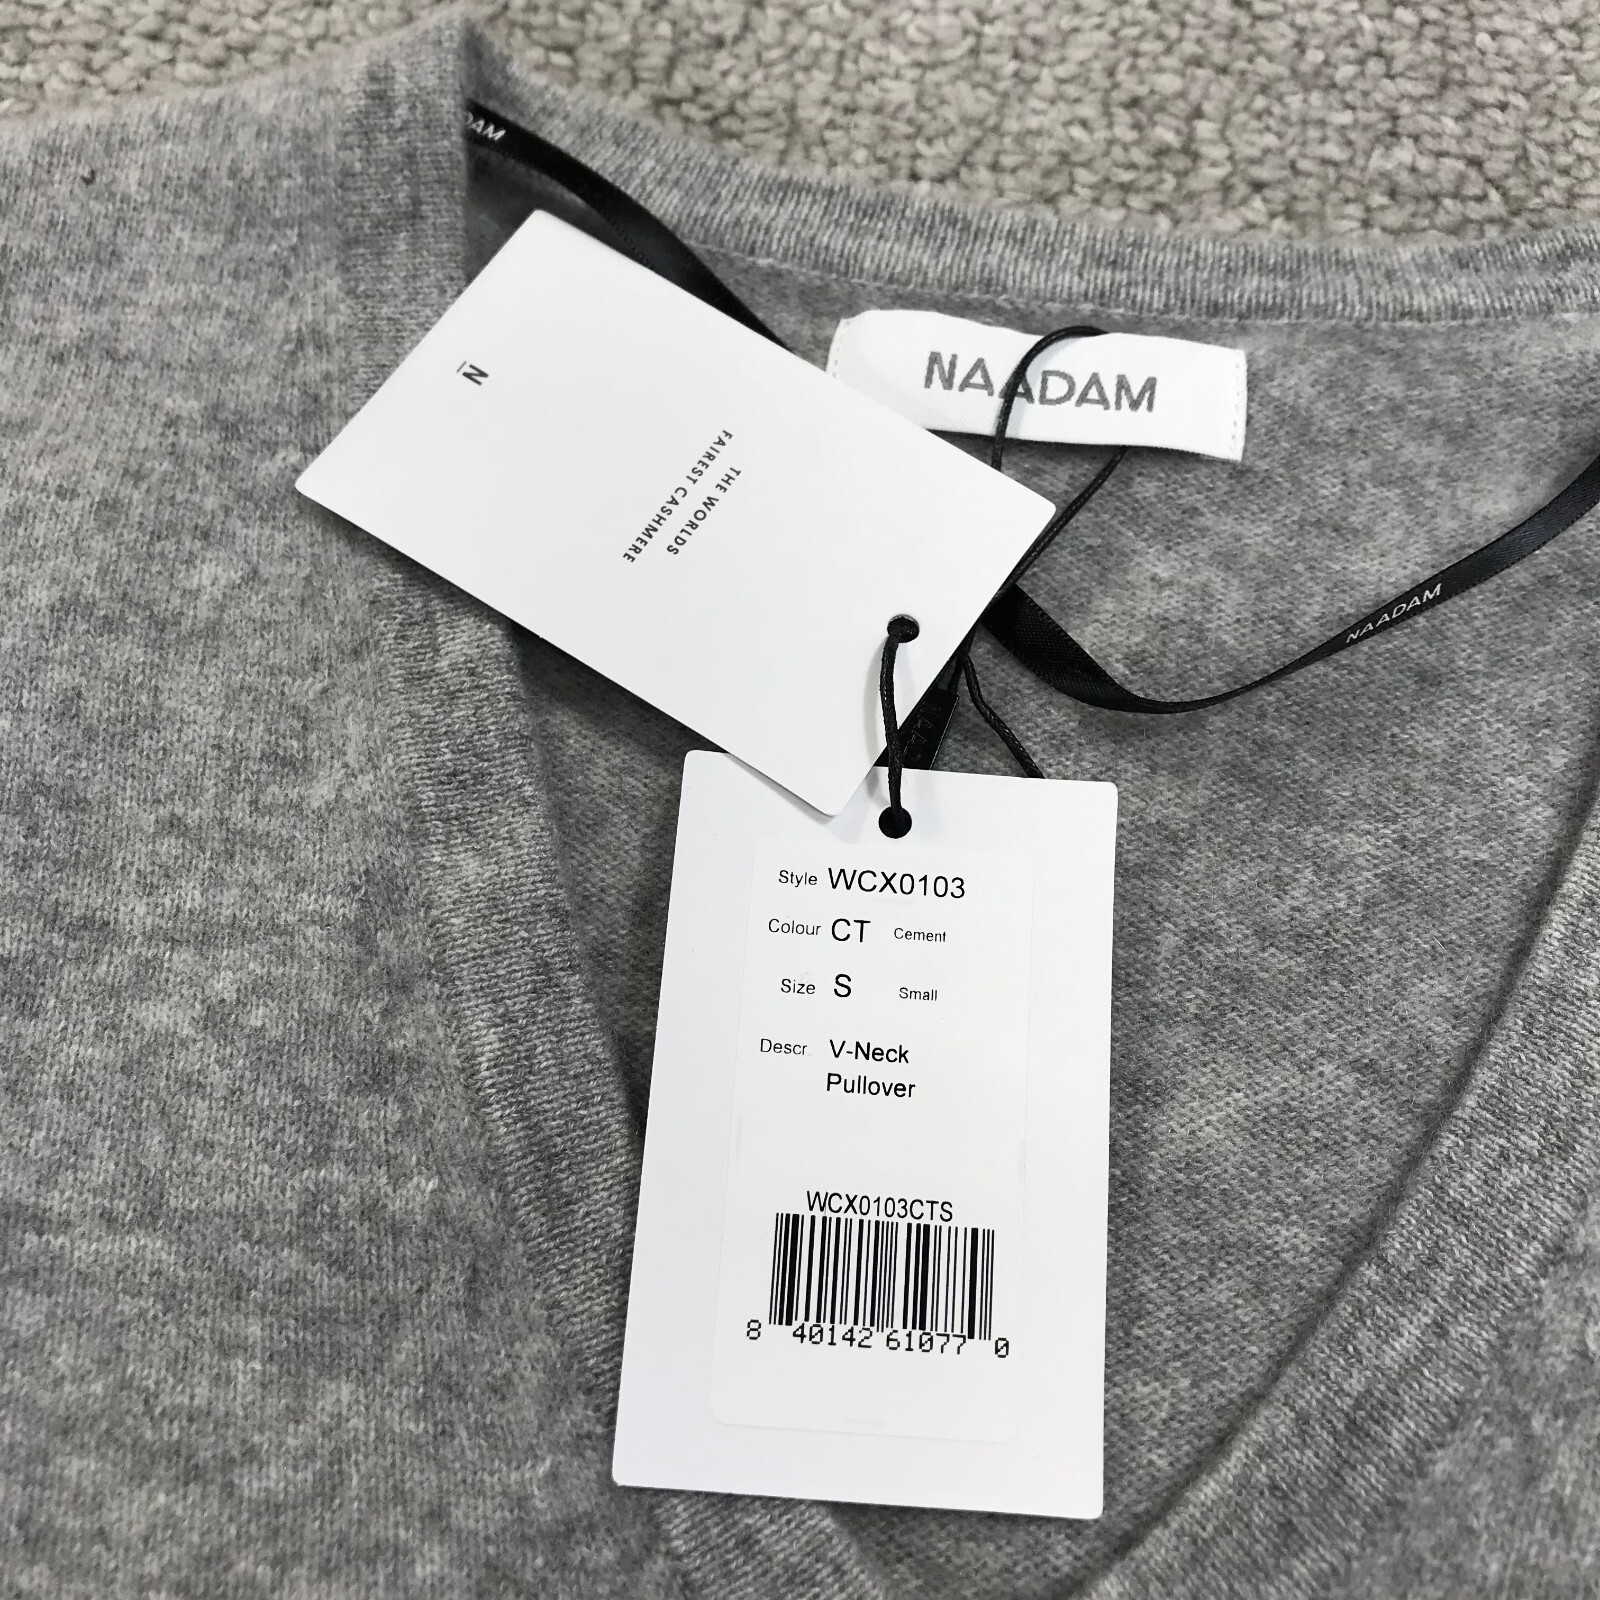 DAM
NAADAM
N
THE WORLDS
FAIREST CASHMERE
NAADAM
Style WCX0103
Colour CT Cement
Size S Small
Descr. V-Neck
Pullover
WCX0103CTS
8 40142 61077 0